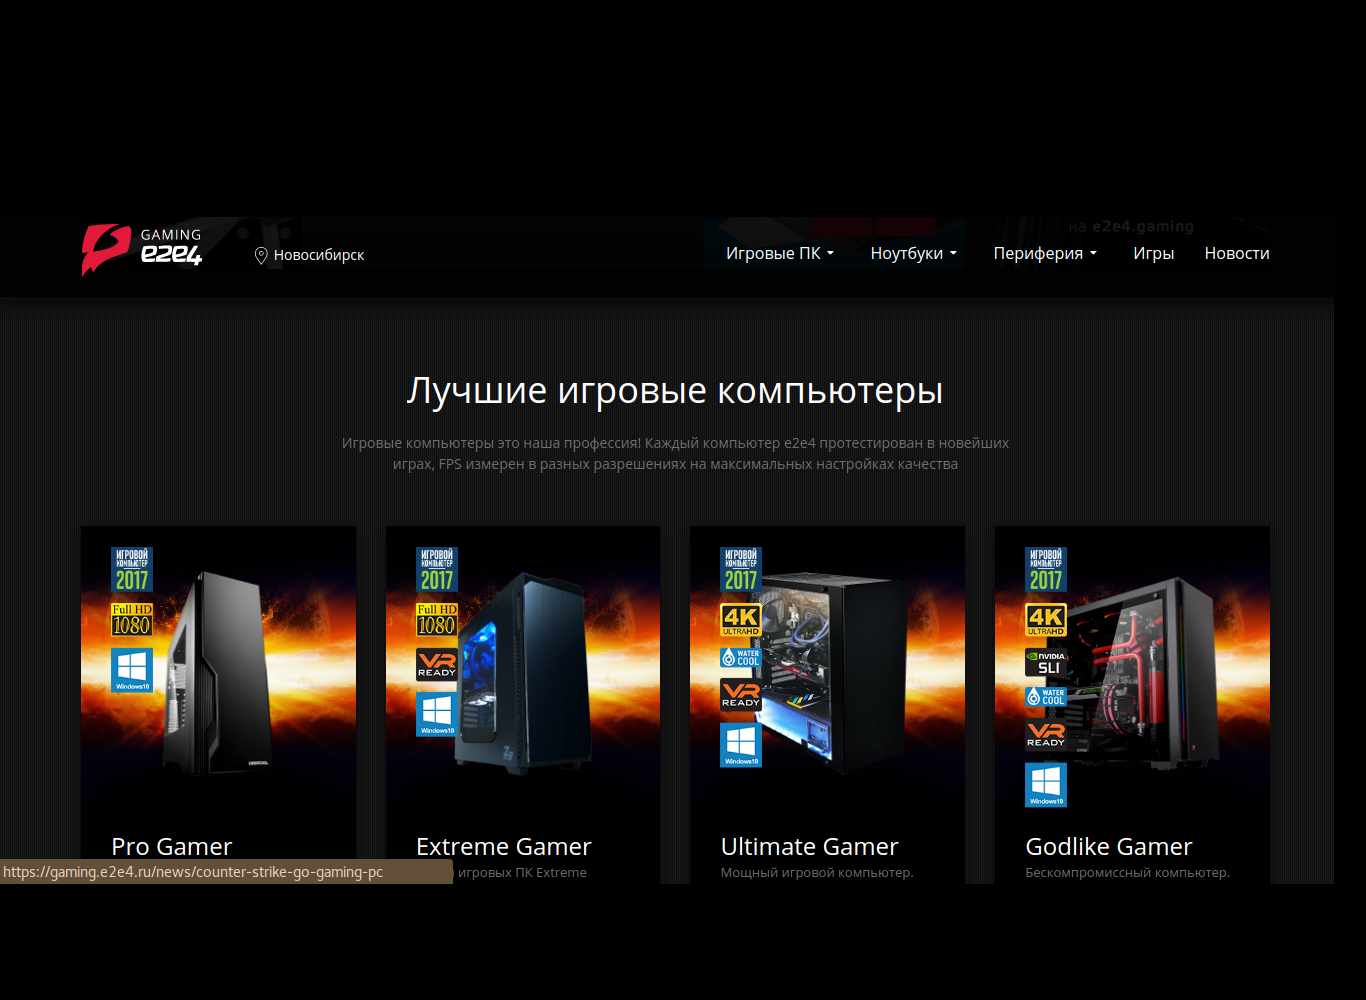 на e2e4.gaming
GAMING
e2e4
Новосибирск
Игровые ПК
Ноутбуки
Периферия
Игры
Новости
Лучшие игровые компьютеры
Игровые компьютеры это наша профессия! Каждый компьютер e2e4 протестирован в новейших
играх, FPS измерен в разных разрешениях на максимальных настройках качества
ИГРОВОЙ
КОМПЬЮТЕР
2017
Full HD
1080
Windows10
Pro Gamer
ИГРОВОЙ
КОМПЬЮТЕР
2017
Full HD
1080
VR
READY
Windows10
Z9
Extreme Gamer
игровых ПК Extreme
ИГРОВОЙ
КОМПЬЮТЕР
2017
4K
ULTRAHD
WATER
COOL
VR
READY
Windows10
Ultimate Gamer
Мощный игровой компьютер.
ИГРОВОЙ
КОМПЬЮТЕР
2017
4K
ULTRAHD
NVIDIA
SLI
WATER
COOL
VR
READY
Windows10
Godlike Gamer
Бескомпромиссный компьютер.
https://gaming.e2e4.ru/news/counter-strike-go-gaming-pc